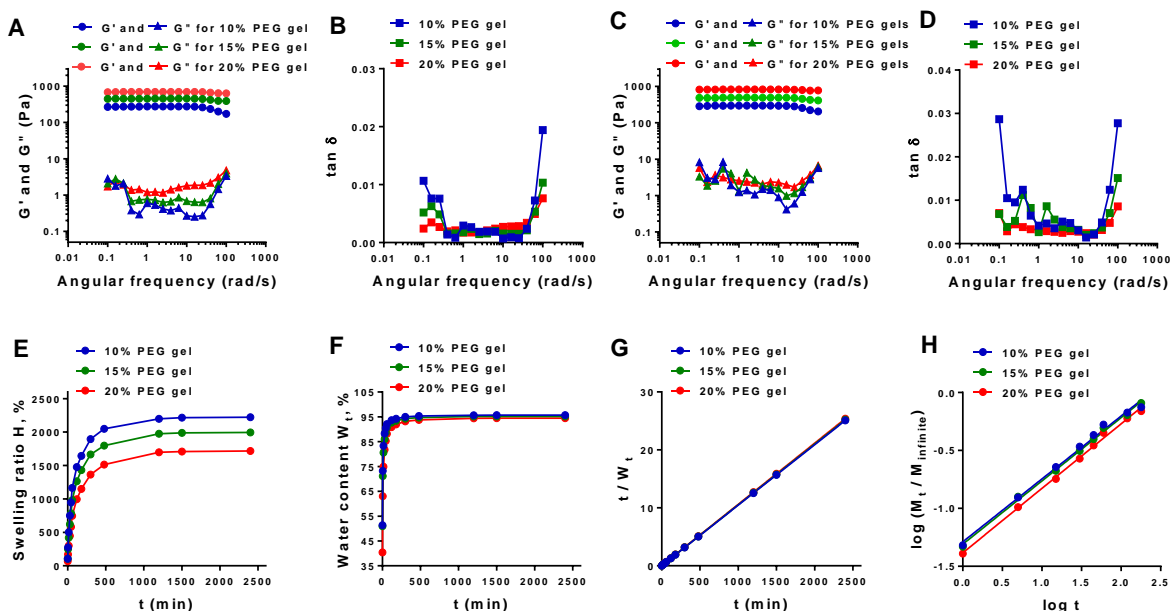 A
G' and G" for 10% PEG gel
G' and G" for 15% PEG gel
G' and G" for 20% PEG gel
G' and G" (Pa)
1000
100
10
1
0.1
0.01 0.1 1 10 100 1000
Angular frequency (rad/s)
B
10% PEG gel
15% PEG gel
20% PEG gel
tan δ
0.03
0.02
0.01
0.00
0.01 0.1 1 10 100 1000
Angular frequency (rad/s)
C
G' and G" for 10% PEG gels
G' and G" for 15% PEG gels
G' and G" for 20% PEG gels
G' and G" (Pa)
1000
100
10
1
0.1
0.01 0.1 1 10 100 1000
Angular frequency (rad/s)
D
10% PEG gel
15% PEG gel
20% PEG gel
tan δ
0.04
0.03
0.02
0.01
0.00
0.01 0.1 1 10 100 1000
Angular frequency (rad/s)
E
10% PEG gel
15% PEG gel
20% PEG gel
Swelling ratio H, %
2500
2000
1500
1000
500
0
0 500 1000 1500 2000 2500
t (min)
F
10% PEG gel
15% PEG gel
20% PEG gel
Water content Wt, %
105
95
85
75
65
55
45
35
0 500 1000 1500 2000 2500
t (min)
G
10% PEG gel
15% PEG gel
20% PEG gel
t / Wt
30
20
10
0
0 500 1000 1500 2000 2500
t (min)
H
10% PEG gel
15% PEG gel
20% PEG gel
log (Mt / Minfinite)
0.0
-0.5
-1.0
-1.5
0.0 0.5 1.0 1.5 2.0 2.5
log t